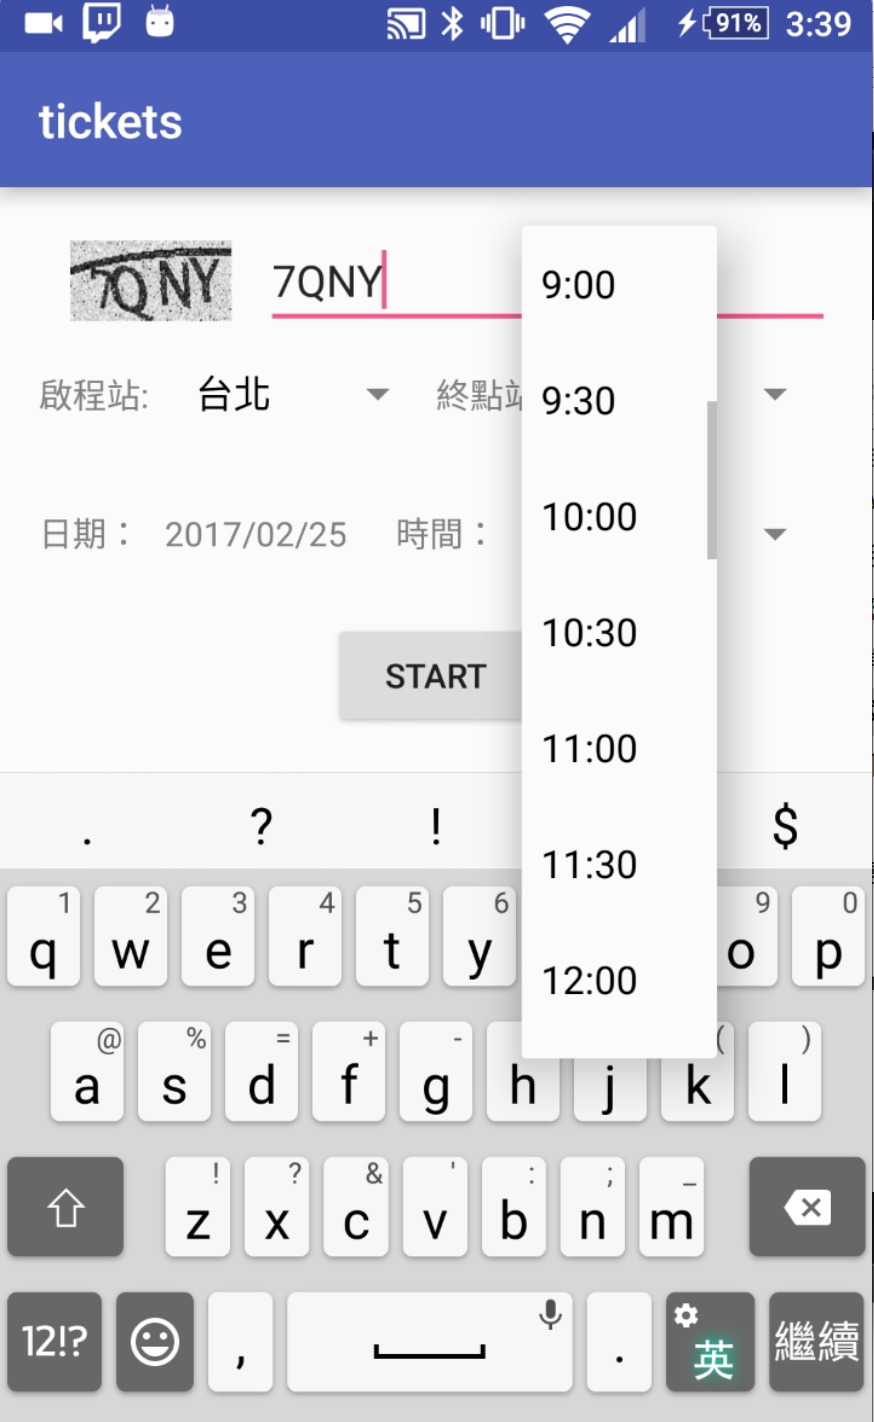 91% 3:39
tickets
7QNY 7QNY
啟程站: 台北 終點站
日期： 2017/02/25 時間：
9:00
9:30
10:00
10:30
11:00
11:30
12:00
START
. ? ! $
1 2 3 4 5 6 9 0
q w e r t y o p
@ % = + - ( )
a s d f g h j k l
! ? & ' : ; _
z x c v b n m
12!? , . 英 繼續